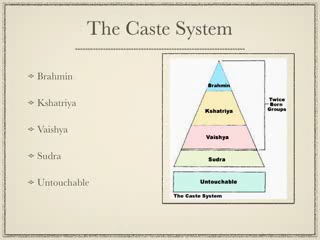 The Caste System
Brahmin
Kshatriya
Vaishya
Sudra
Untouchable
Brahmin
Kshatriya
Vaishya
Sudra
Untouchable
Twice
Born
Groups
The Caste System